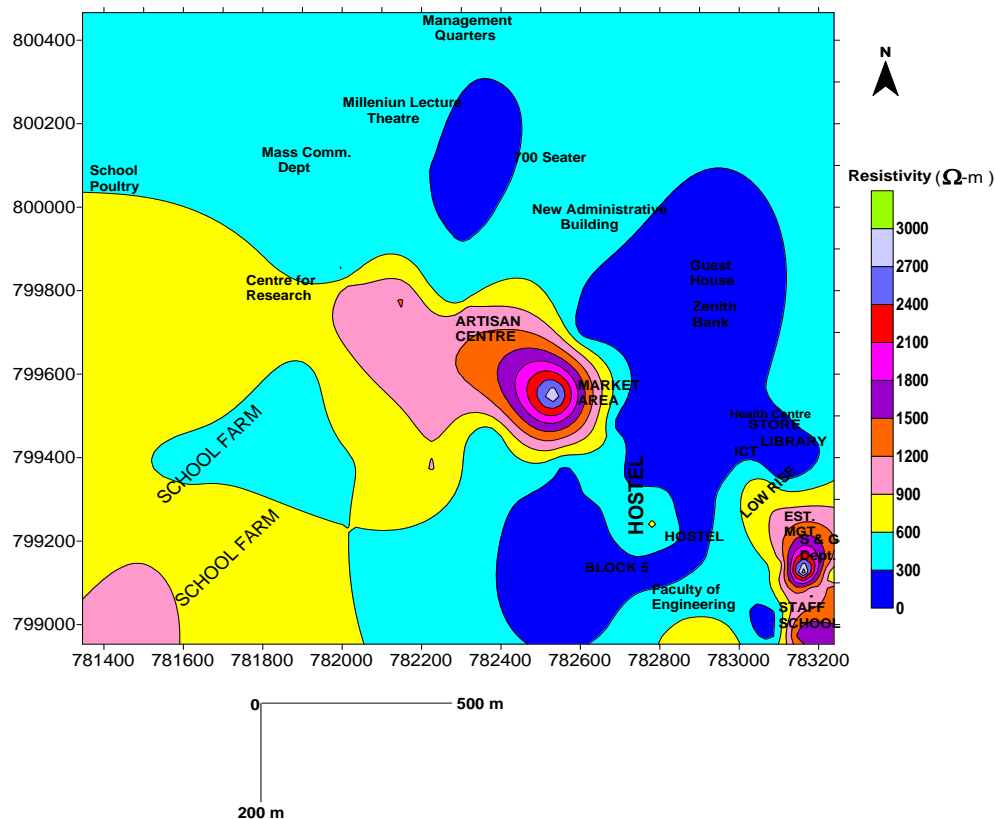 Management
Quarters
800400
N
Milleniun Lecture
Theatre
800200
Mass Comm.
Dept
700 Seater
School
Poultry
Resistivity (Ω-m)
800000
New Administrative
Building
3000
2700
2400
2100
1800
1500
1200
900
600
300
0
Guest
House
Centre for
Research
799800
Zenith
Bank
ARTISAN
CENTRE
799600
MARKET
AREA
Health Centre
STORE
LIBRARY
ICT
SCHOOL FARM
799400
HOSTEL
LOW RISE
SCHOOL FARM
EST.
MGT
799200
HOSTEL
S & G
Dept.
BLOCK 5
Faculty of
Engineering
STAFF
SCHOOL
799000
781400 781600 781800 782000 782200 782400 782600 782800 783000 783200
0 500 m
200 m